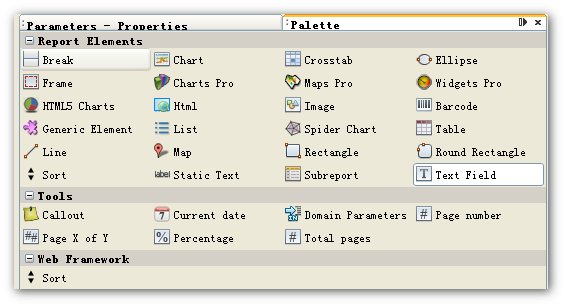 Parameters - Properties Palette
Report Elements
Break Chart Crosstab Ellipse
Frame Charts Pro Maps Pro Widgets Pro
HTML5 Charts Html Image Barcode
Generic Element List Spider Chart Table
Line Map Rectangle Round Rectangle
Sort label Static Text Subreport T Text Field
Tools
Callout 7 Current date Domain Parameters # Page number
## Page X of Y % Percentage # Total pages
Web Framework
Sort